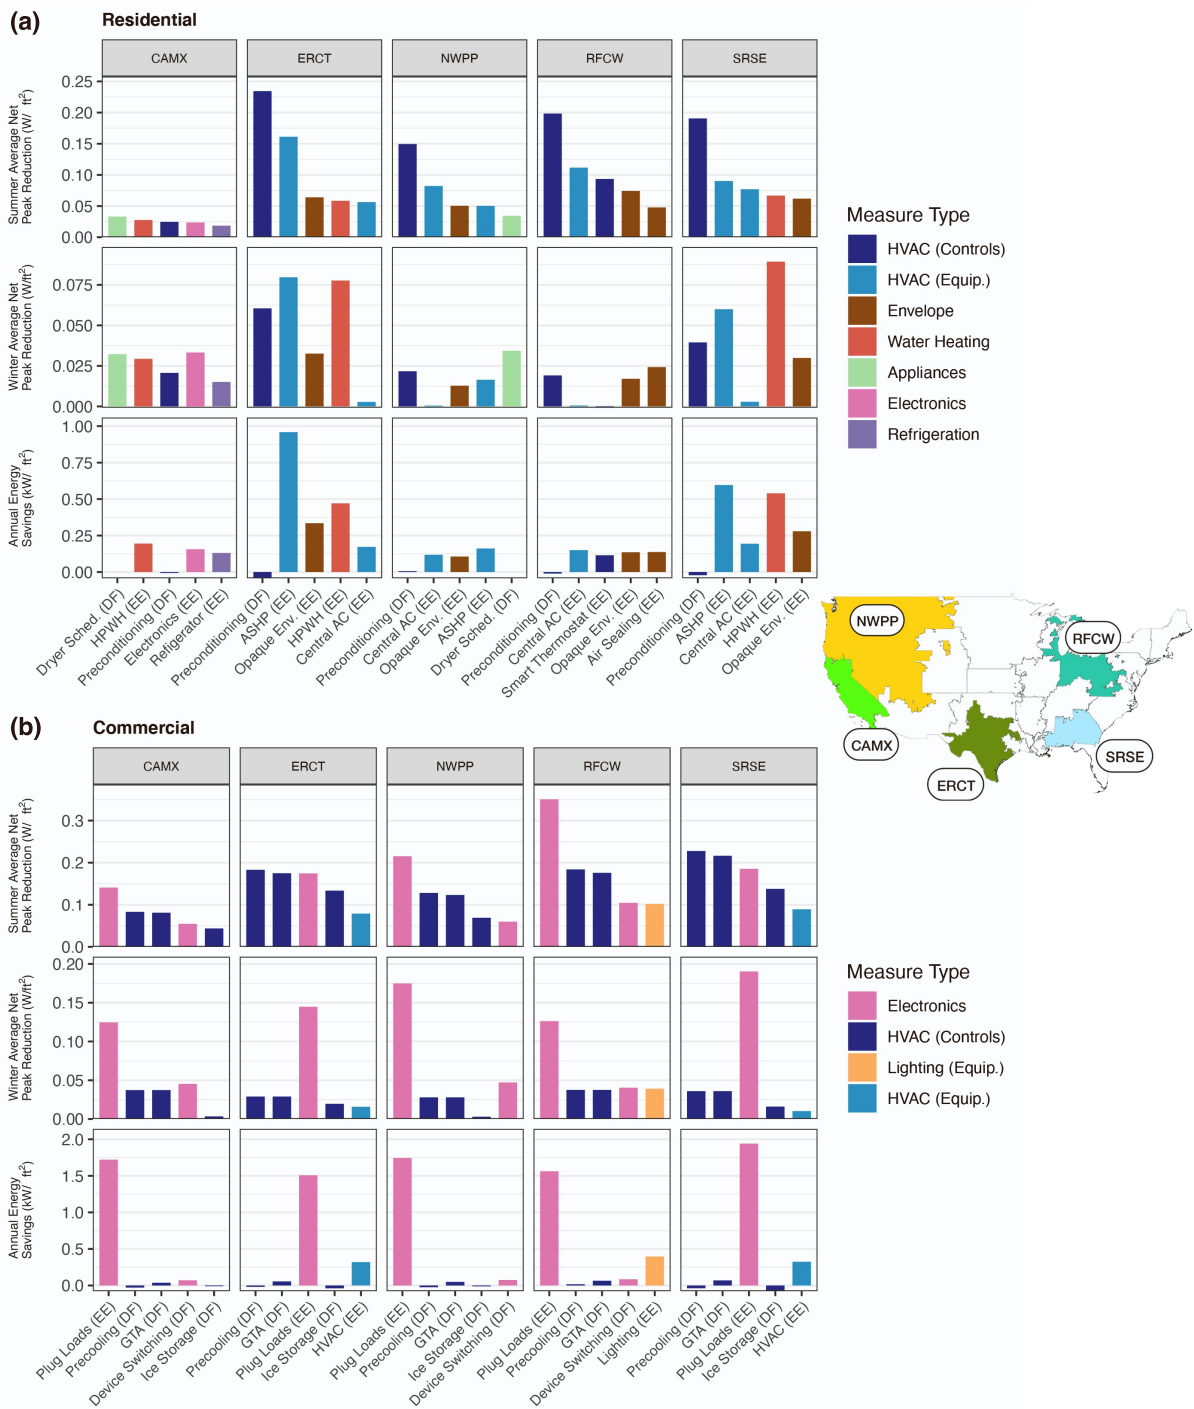 (a)
Residential
CAMX
ERCT
NWPP
RFCW
SRSE
Summer Average Net
Peak Reduction (W/ ft²)
0.25
0.20
0.15
0.10
0.05
0.00
Winter Average Net
Peak Reduction (W/ft²)
0.075
0.050
0.025
0.000
Annual Energy
Savings (kW/ ft²)
1.00
0.75
0.50
0.25
0.00
Dryer Sched. (DF)
HPWH (EE)
Preconditioning (DF)
Electronics (EE)
Refigerator (EE)
Preconditioning (DF)
ASHP (EE)
Opaque Env. (EE)
HPWH (EE)
Central AC (EE)
Preconditioning (DF)
Central AC (EE)
Opaque Env. (EE)
ASHP (EE)
Dryer Sched. (DF)
Preconditioning (DF)
Central AC (EE)
Smart Thermostat (EE)
Opaque Env. (EE)
Air Sealing (EE)
Preconditioning (DF)
ASHP (EE)
Central AC (EE)
HPWH (EE)
Opaque Env. (EE)
Measure Type
HVAC (Controls)
HVAC (Equip.)
Envelope
Water Heating
Appliances
Electronics
Refrigeration
NWPP
RFCW
CAMX
SRSE
ERCT
(b)
Commercial
CAMX
ERCT
NWPP
RFCW
SRSE
Summer Average Net
Peak Reduction (W/ ft²)
0.3
0.2
0.1
0.0
Winter Average Net
Peak Reduction (W/ft²)
0.20
0.15
0.10
0.05
0.00
Annual Energy
Savings (kW/ ft²)
2.0
1.5
1.0
0.5
0.0
Plug Loads (EE)
Precooling (DF)
GTA (DF)
Device Switching (DF)
Ice Storage (DF)
Precooling (DF)
GTA (DF)
Plug Loads (EE)
Ice Storage (DF)
HVAC (EE)
Plug Loads (EE)
Precooling (DF)
GTA (DF)
Ice Storage (DF)
Device Switching (DF)
Plug Loads (EE)
Precooling (DF)
GTA (DF)
Device Switching (DF)
Lighting (EE)
Precooling (DF)
GTA (DF)
Plug Loads (EE)
Ice Storage (DF)
HVAC (EE)
Measure Type
Electronics
HVAC (Controls)
Lighting (Equip.)
HVAC (Equip.)